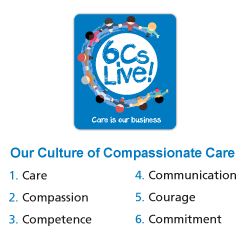 6Cs
Live!
Care is our business
Our Culture of Compassionate Care
1. Care
2. Compassion
3. Competence
4. Communication
5. Courage
6. Commitment